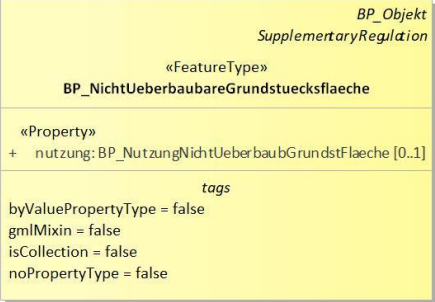 BP_Objekt
SupplementaryRegulation
«FeatureType»
BP_NichtUeberbaubareGrundstuecksflaeche
«Property»
+ nutzung: BP_NutzungNichtUeberbaubGrundstFlaeche [0..1]
tags
byValuePropertyType = false
gmlMixin = false
isCollection = false
noPropertyType = false